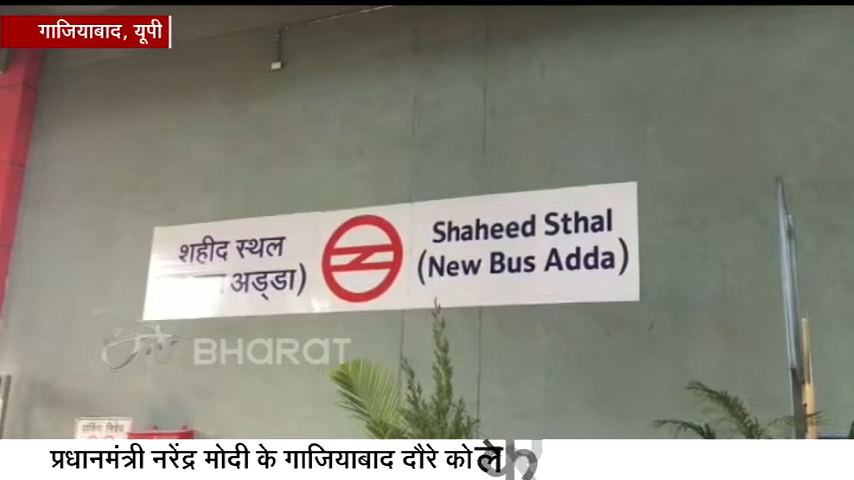 गाजियाबाद, यूपी
शहीद स्थल
अड्डा)
Shaheed Sthal
(New Bus Adda)
BHARAT
प्रधानमंत्री नरेंद्र मोदी के गाजियाबाद दौरे को लेक